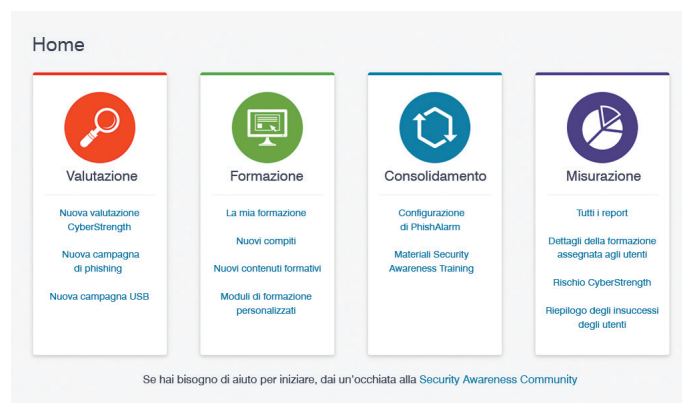 Home
Valutazione
Nuova valutazione
CyberStrength
Nuova campagna
di phishing
Nuova campagna USB
Formazione
La mia formazione
Nuovi compiti
Nuovi contenuti formativi
Moduli di formazione
personalizzati
Consolidamento
Configurazione
di PhishAlarm
Materiali Security
Awareness Training
Misurazione
Tutti i report
Dettagli della formazione
assegnata agli utenti
Rischio CyberStrength
Riepilogo degli insuccessi
degli utenti
Se hai bisogno di aiuto per iniziare, dai un'occhiata alla Security Awareness Community